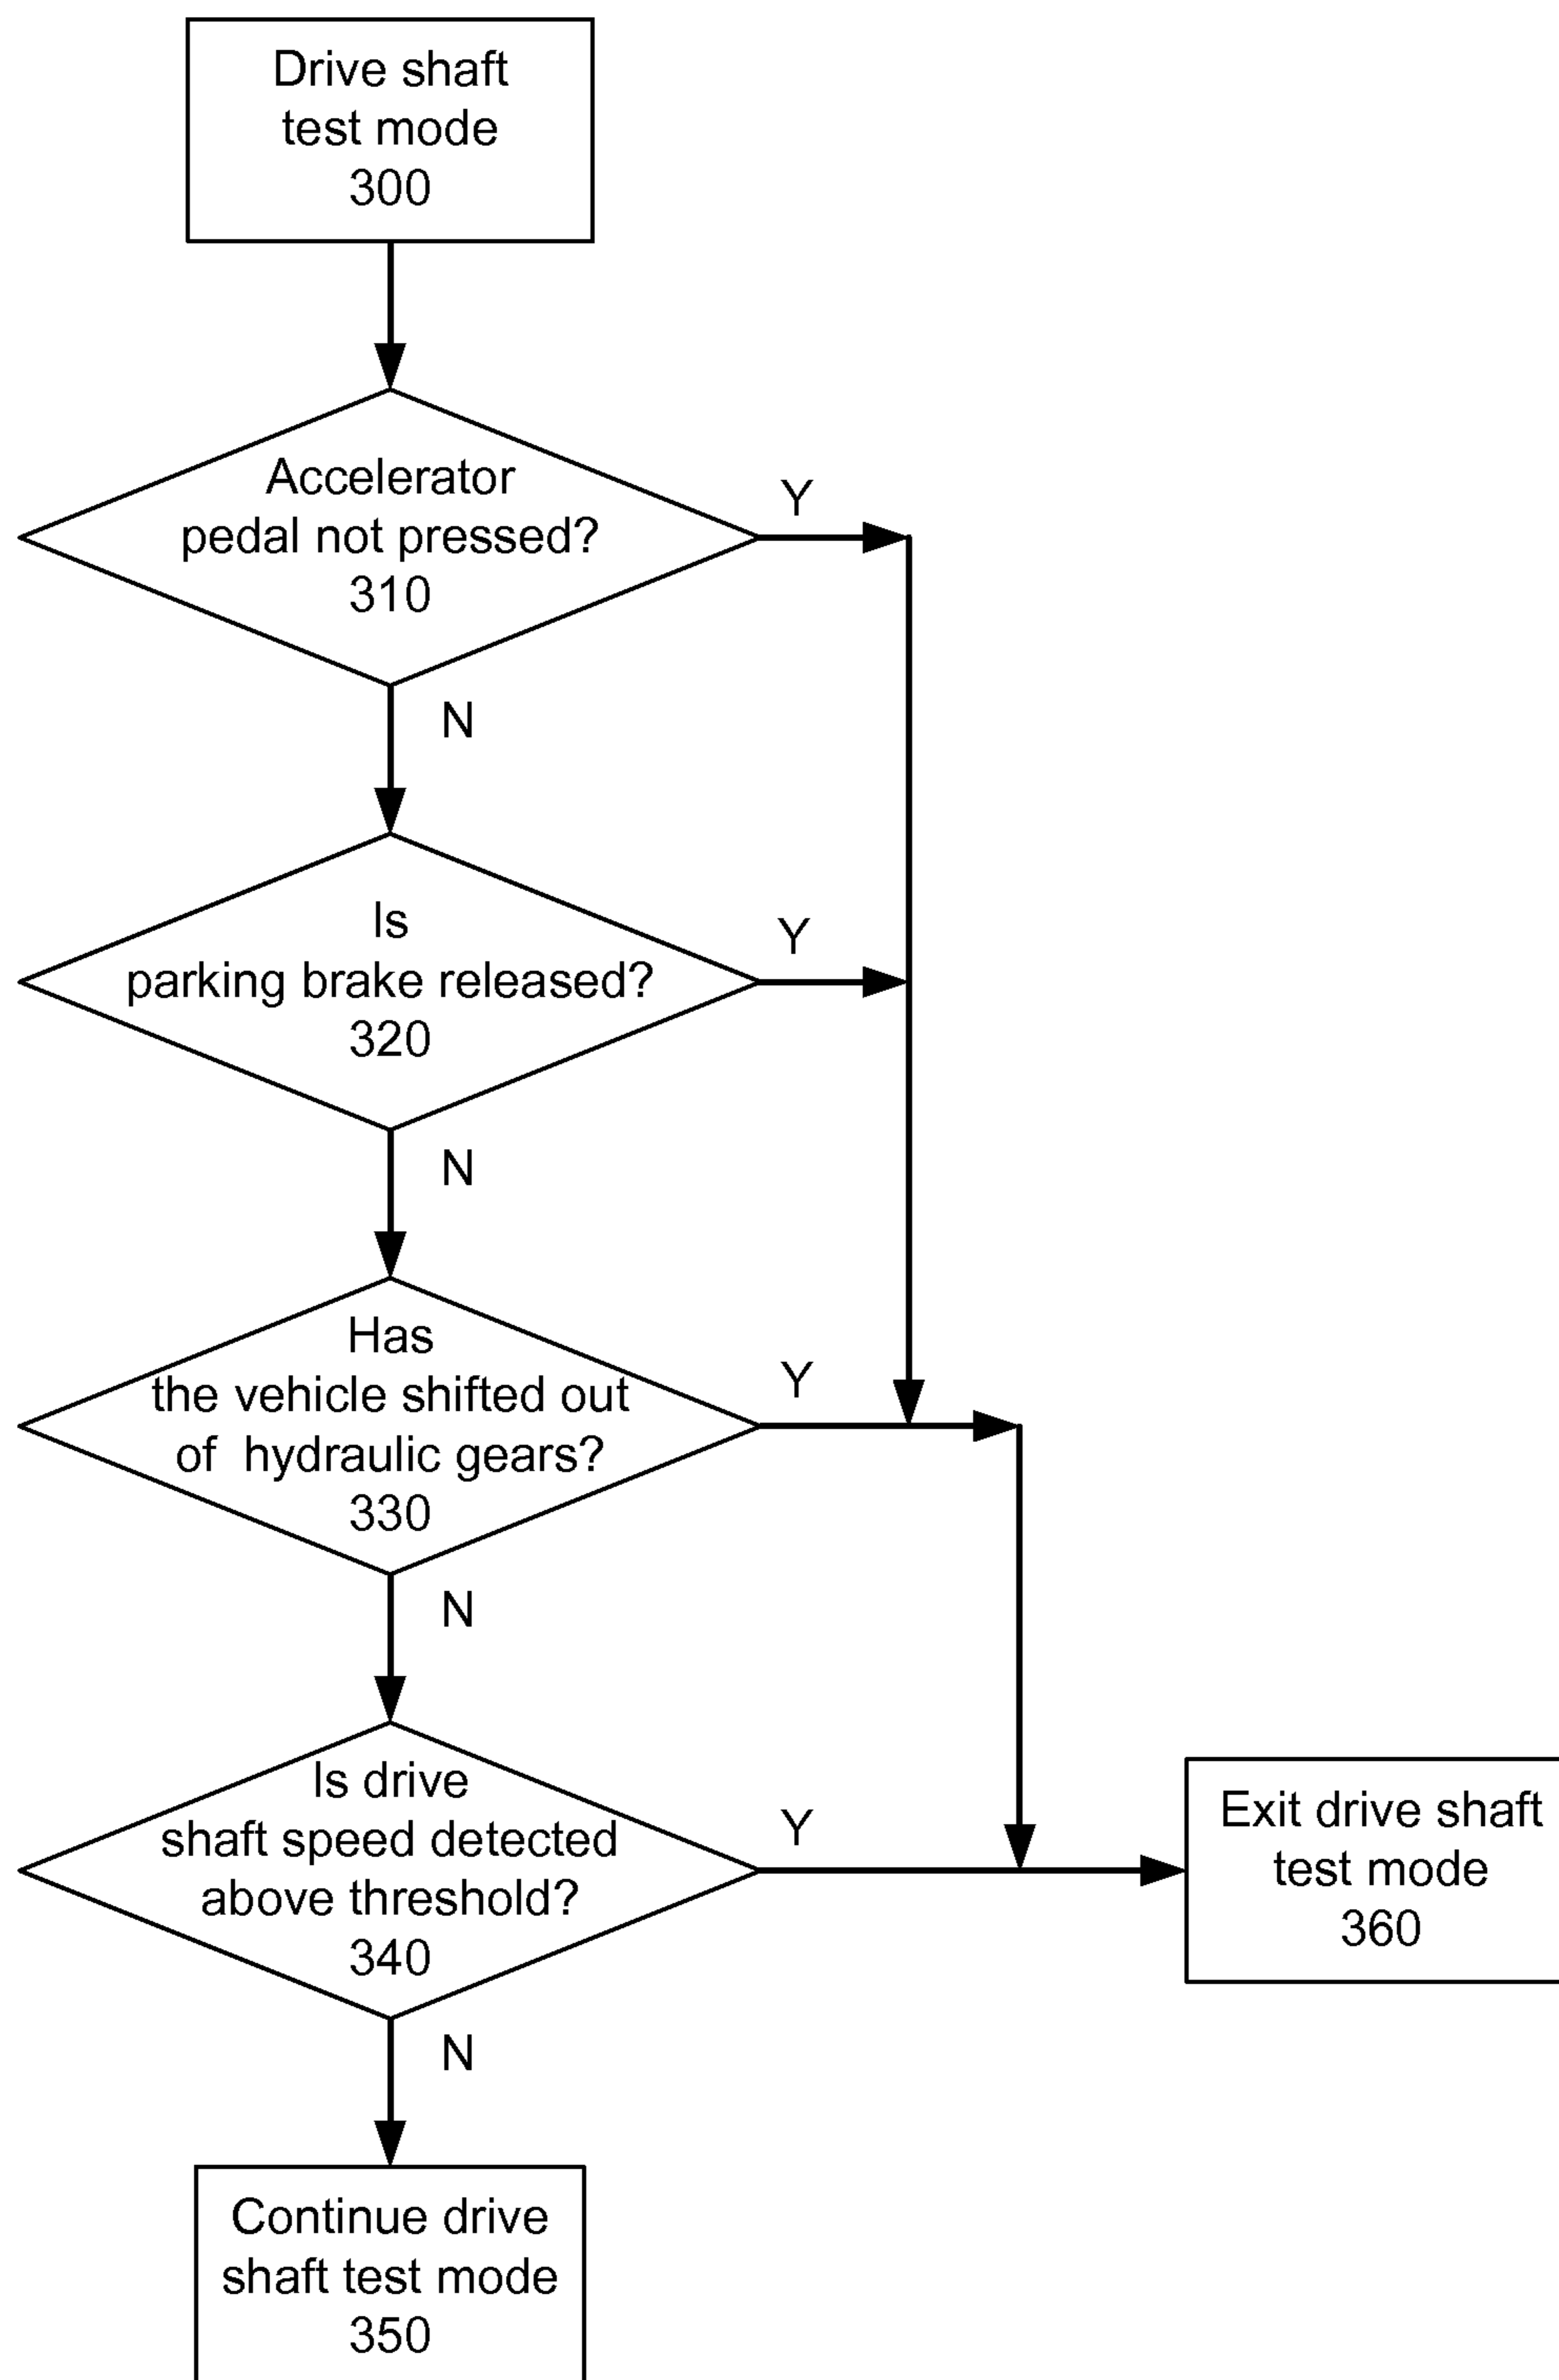 Drive shaft
test mode
300
Accelerator
pedal not pressed?
310
Y
N
Is
parking brake released?
320
Y
N
Has
the vehicle shifted out
of hydraulic gears?
330
Y
N
Is drive
shaft speed detected
above threshold?
340
Y
Exit drive shaft
test mode
360
N
Continue drive
shaft test mode
350